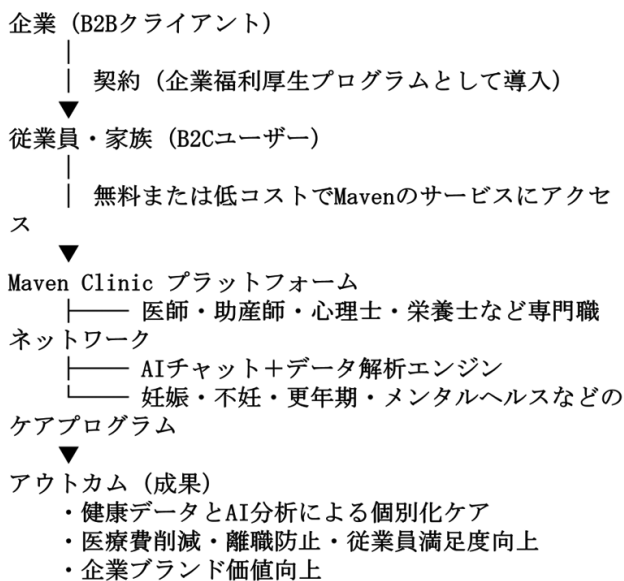 企業（B2Bクライアント）
│
│ 契約（企業福利厚生プログラムとして導入）
▼
従業員・家族（B2Cユーザー）
│
│ 無料または低コストでMavenのサービスにアクセ
ス
▼
Maven Clinic プラットフォーム
├── 医師・助産師・心理士・栄養士など専門職
ネットワーク
├── AIチャット＋データ解析エンジン
└── 妊娠・不妊・更年期・メンタルヘルスなどの
ケアプログラム
▼
アウトカム（成果）
・健康データとAI分析による個別化ケア
・医療費削減・離職防止・従業員満足度向上
・企業ブランド価値向上